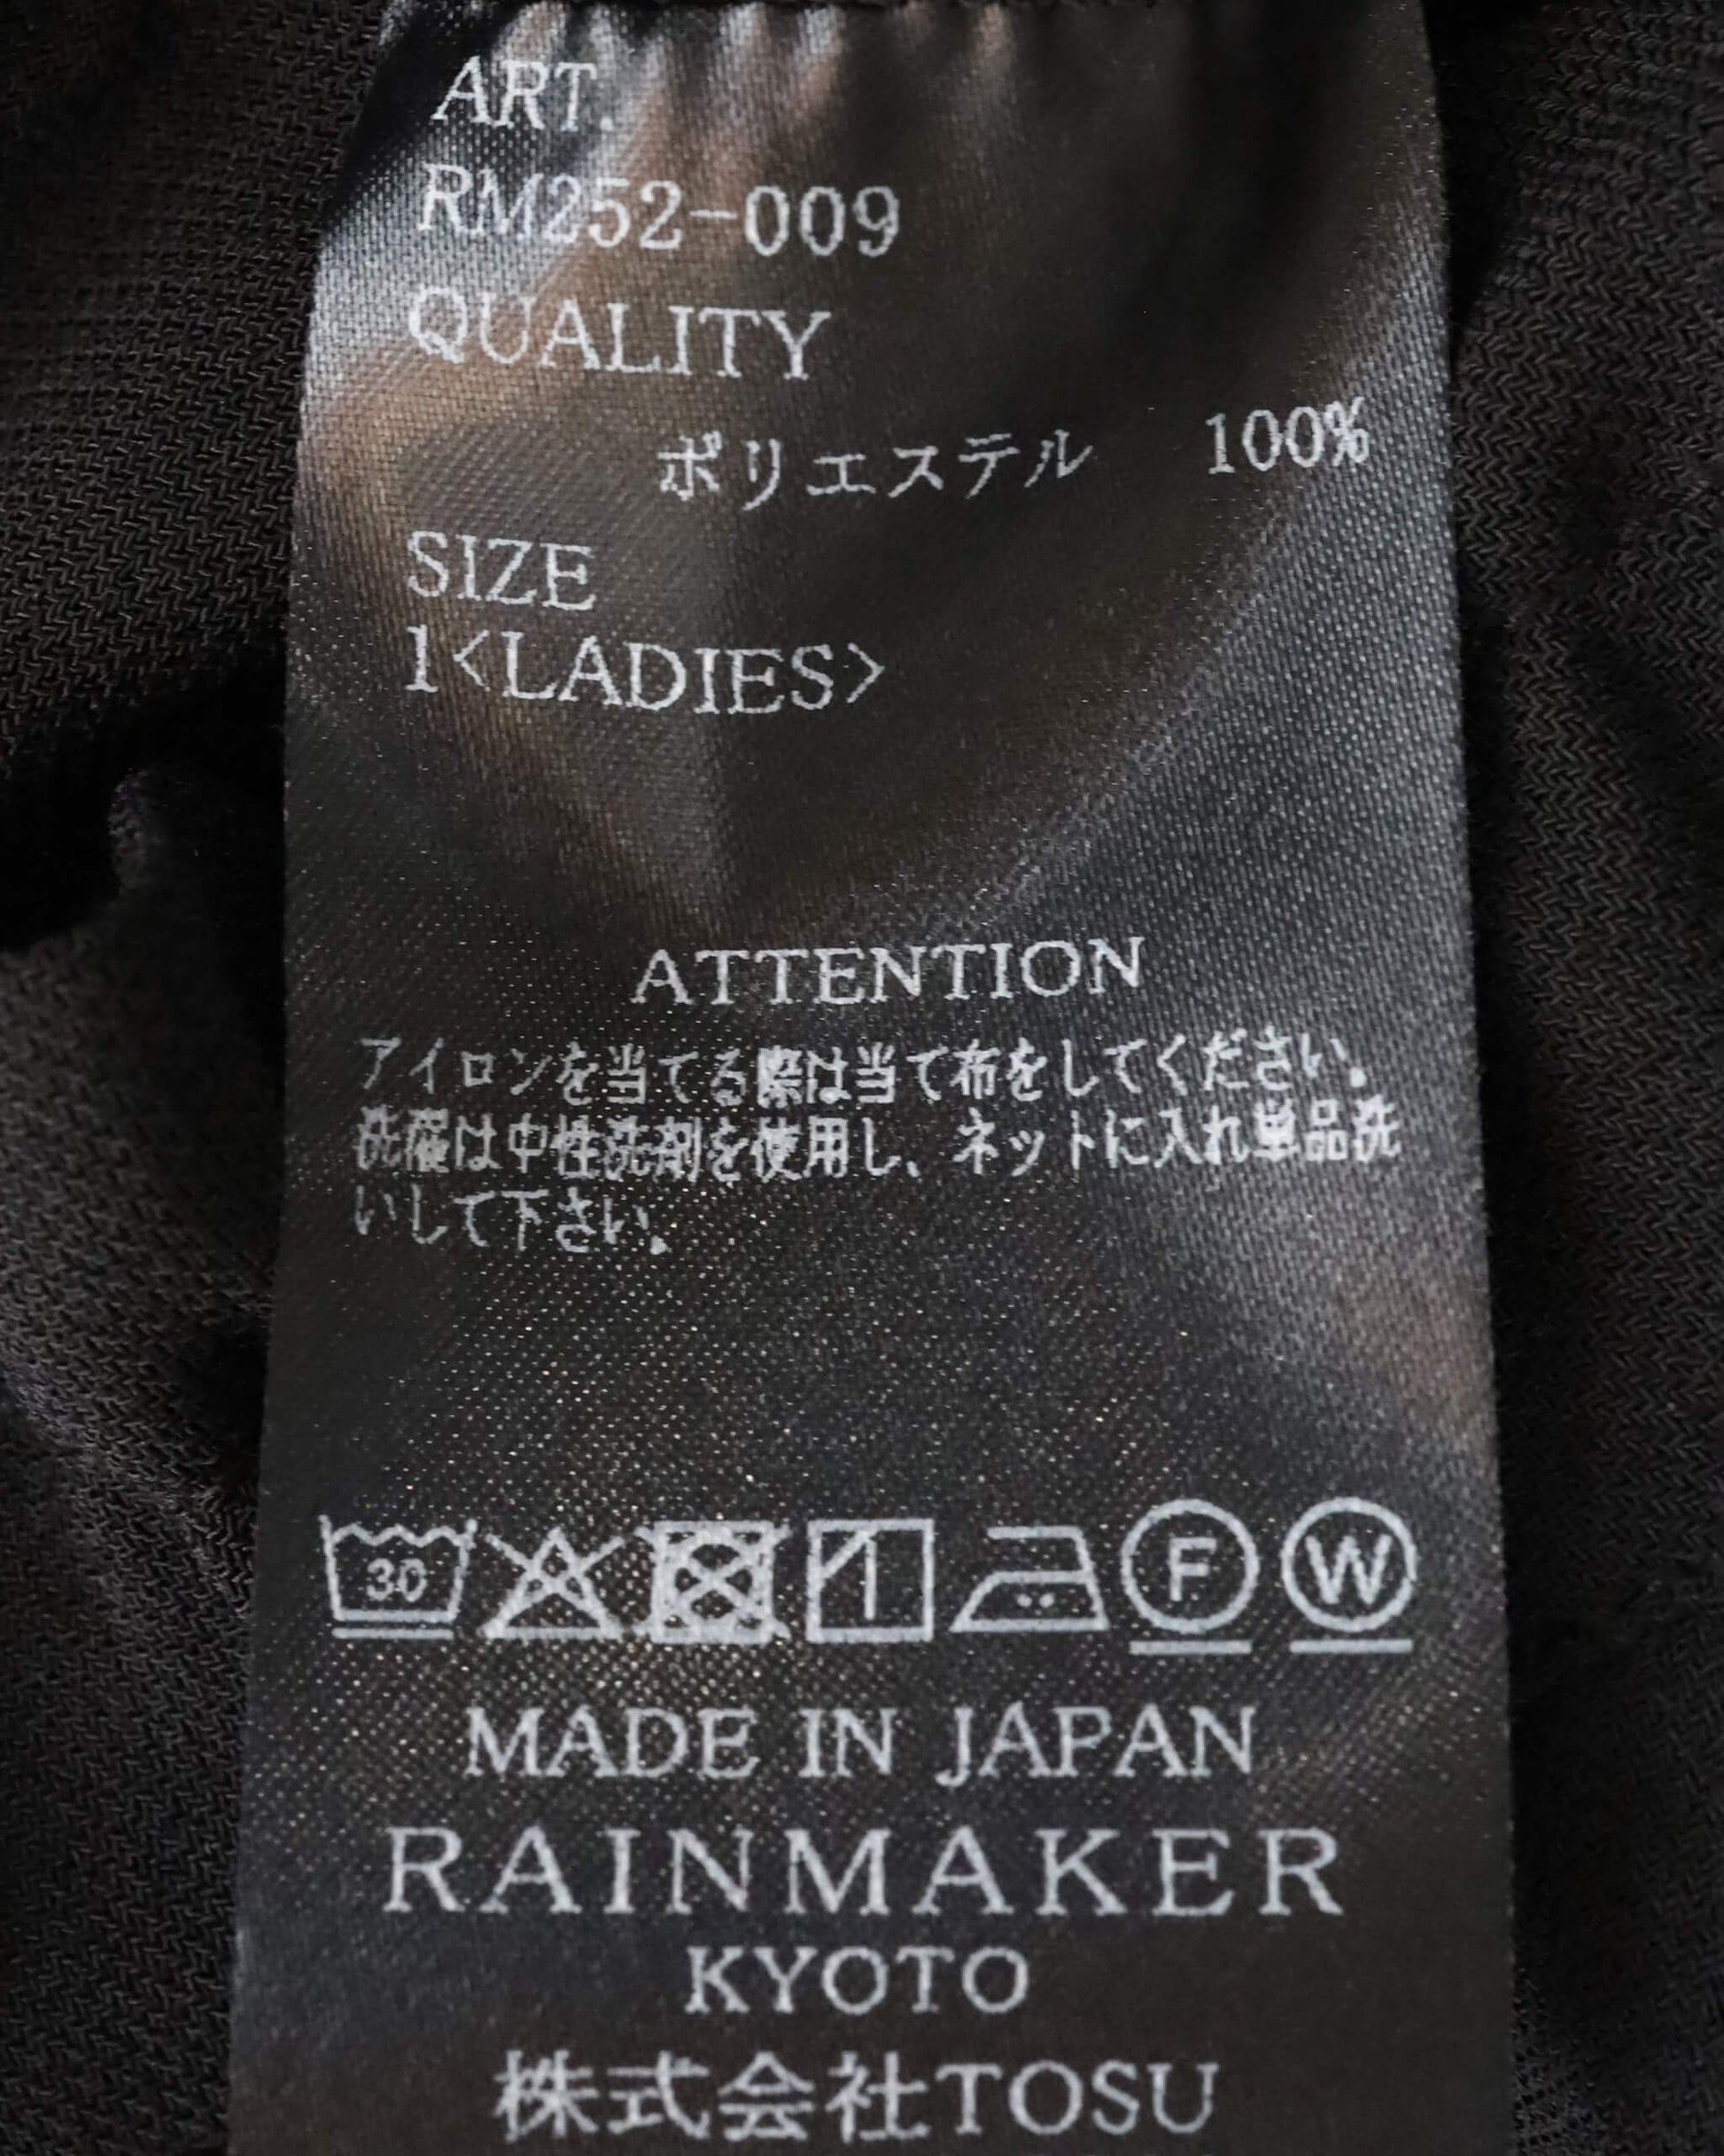 ART.
RM252-009
QUALITY
ポリエステル 100%
SIZE
1<LADIES>
ATTENTION
アイロンを当てる際は当て布をしてください。
洗濯は中性洗剤を使用し、ネットに入れ単品洗
いして下さい。
30 F W
MADE IN JAPAN
RAINMAKER
KYOTO
株式会社TOSU